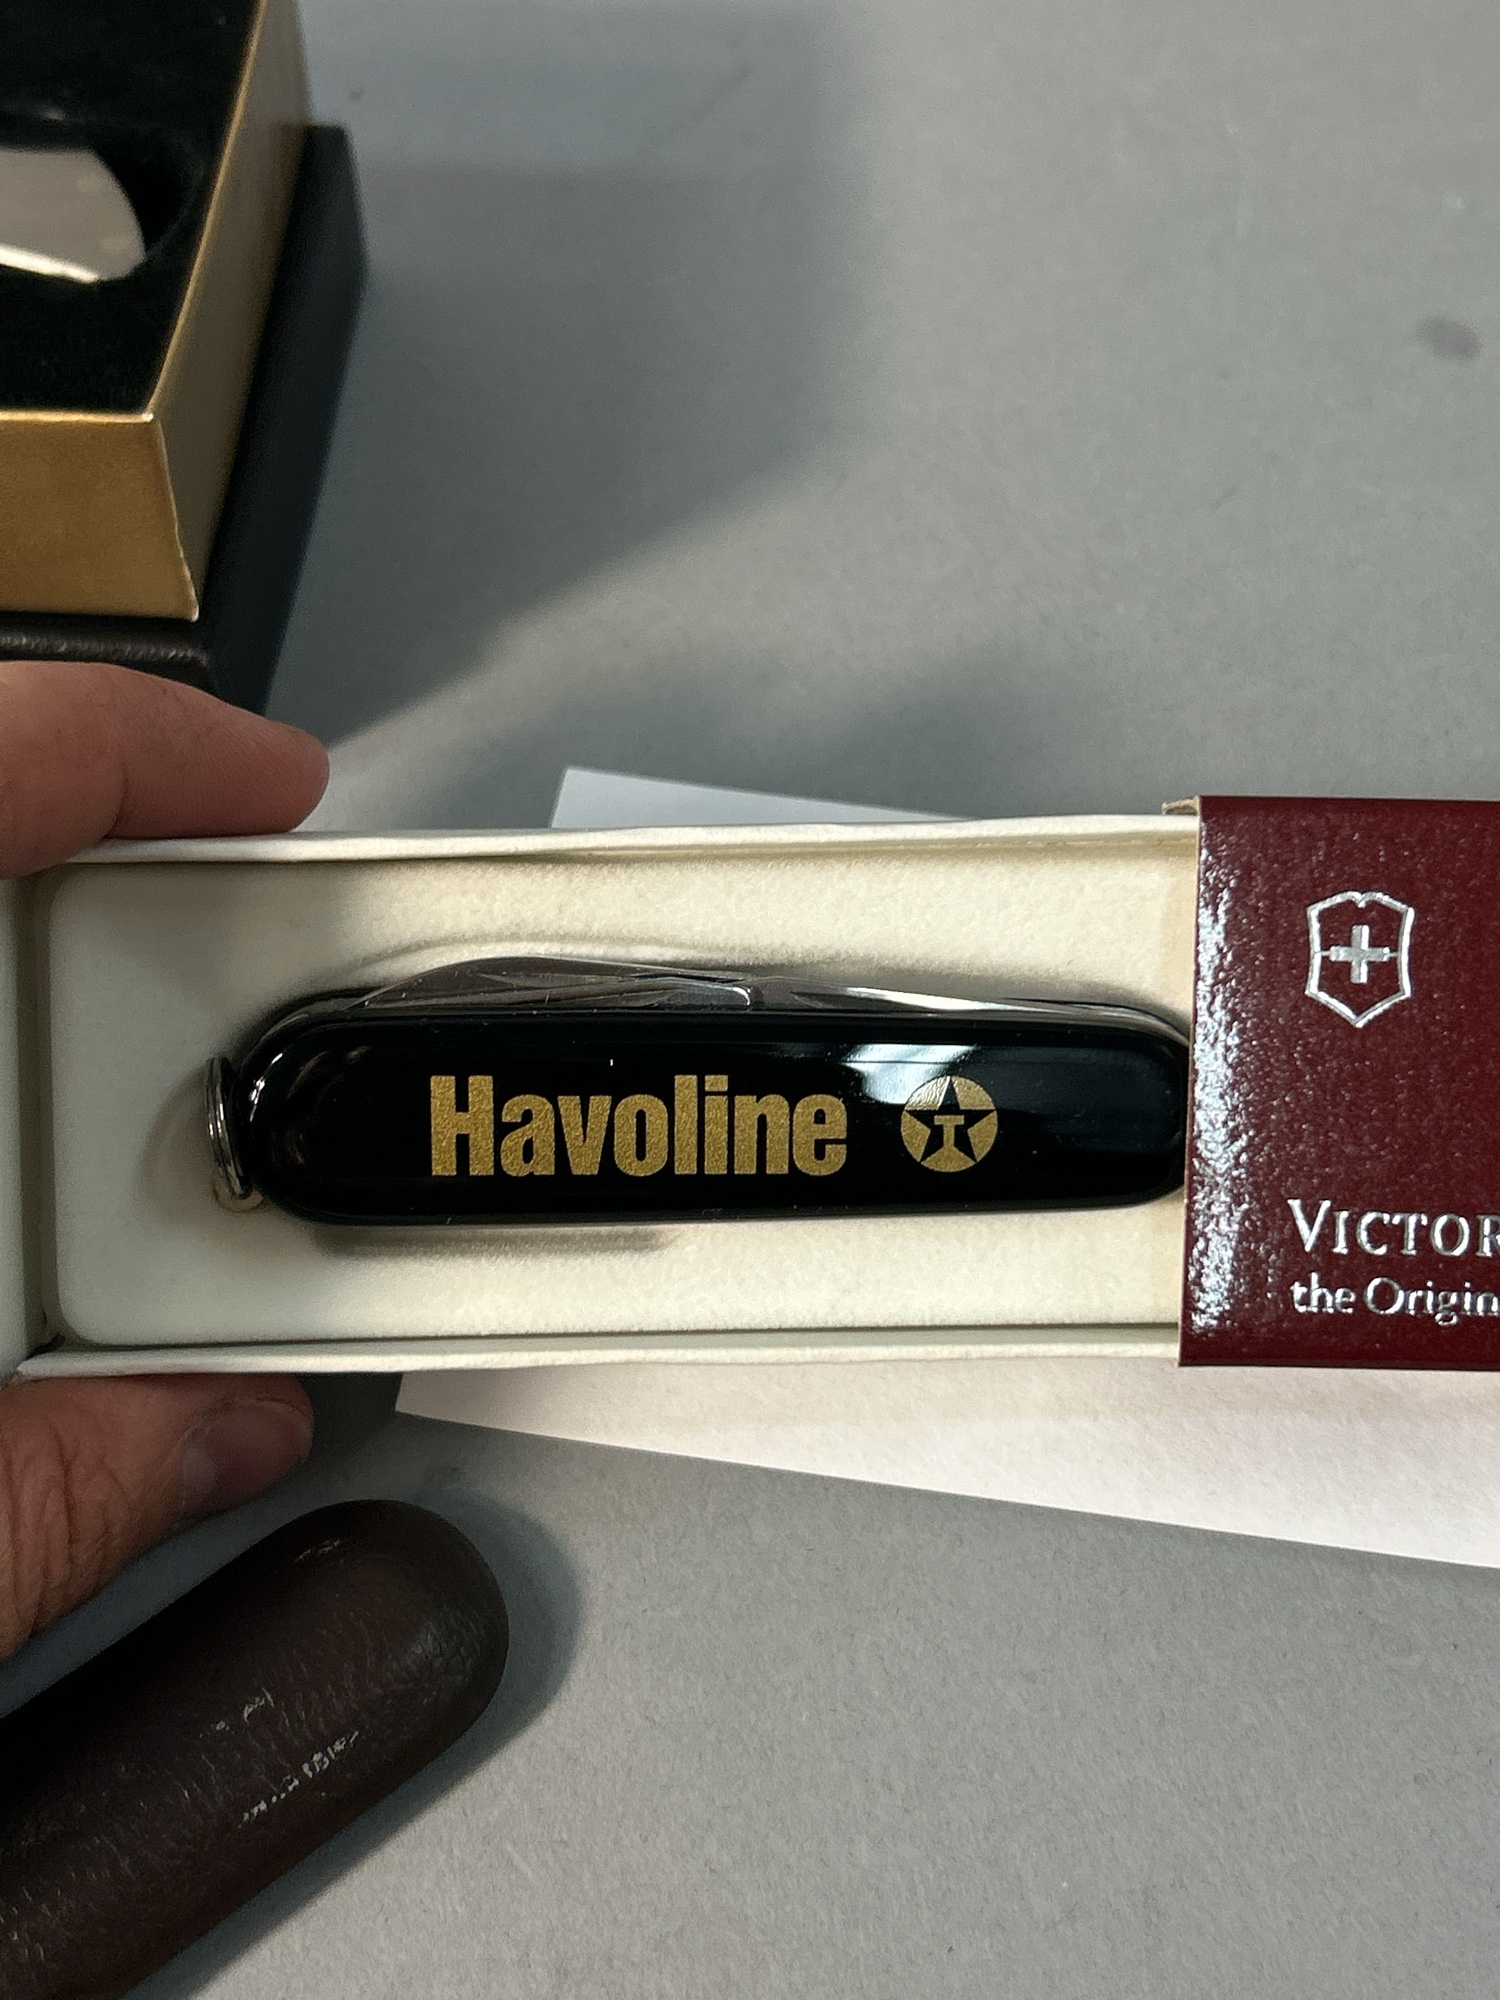 Havoline T
VICTOR
the Origin